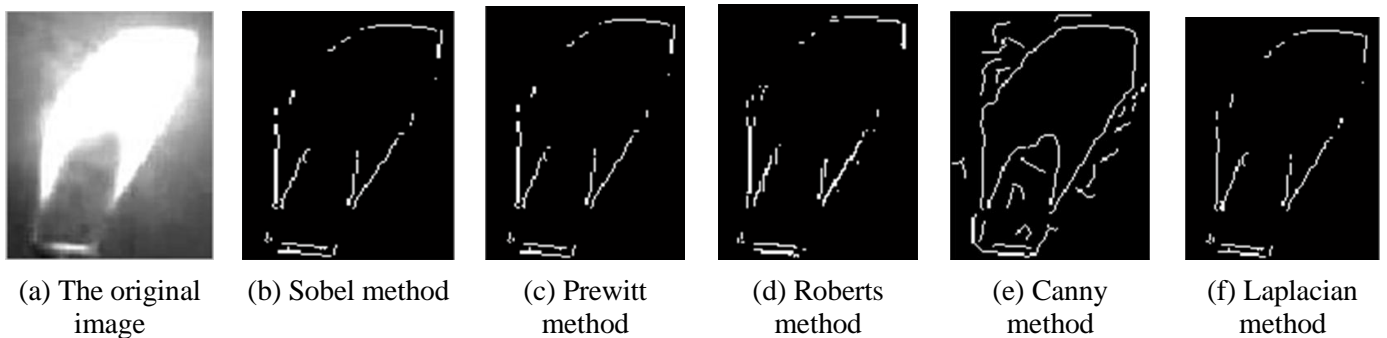 (a) The original
image
(b) Sobel method
(c) Prewitt
method
(d) Roberts
method
(e) Canny
method
(f) Laplacian
method